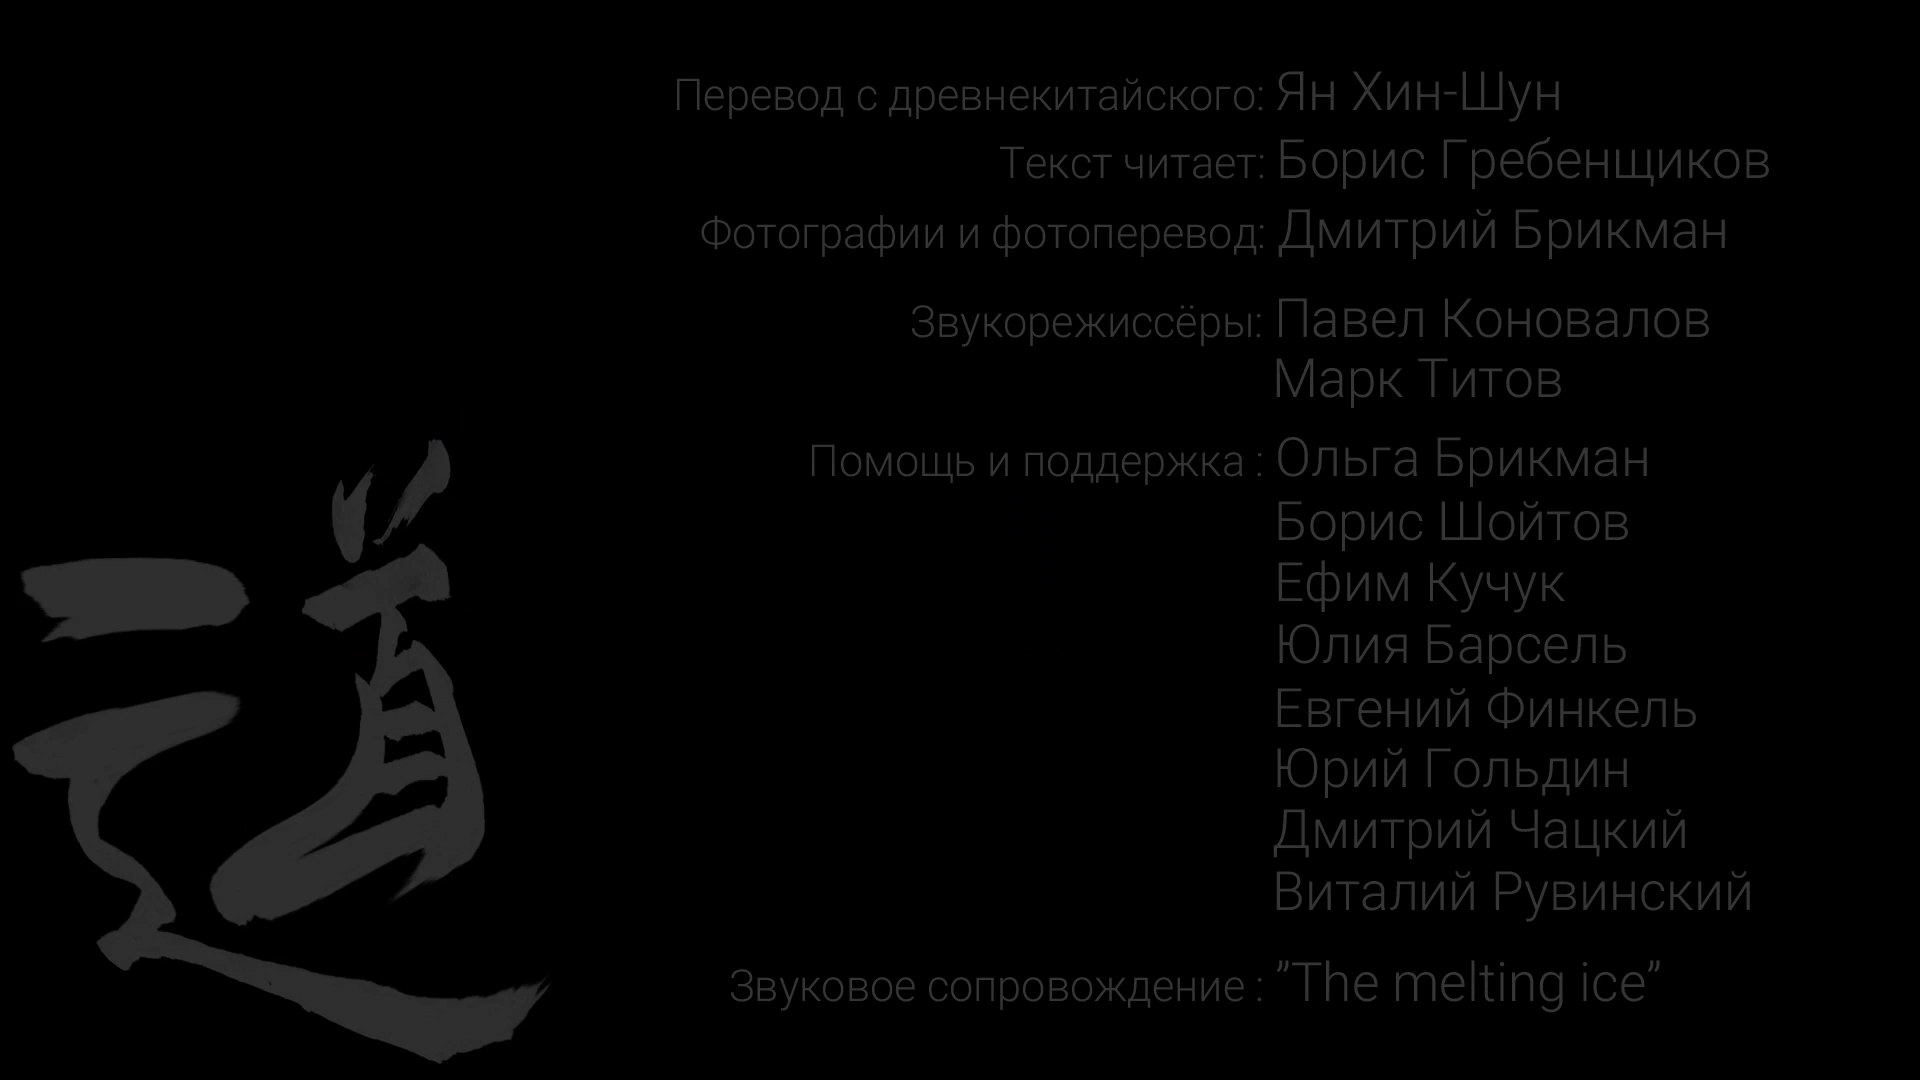 Перевод с древнекитайского: Ян Хин-Шун
Текст читает: Борис Гребенщиков
Фотографии и фотоперевод: Дмитрий Брикман
Звукорежиссёры: Павел Коновалов
Марк Титов
Помощь и поддержка : Ольга Брикман
Борис Шойтов
Ефим Кучук
Юлия Барсель
Евгений Финкель
Юрий Гольдин
Дмитрий Чацкий
Виталий Рувинский
Звуковое сопровождение : ”The melting ice”
道